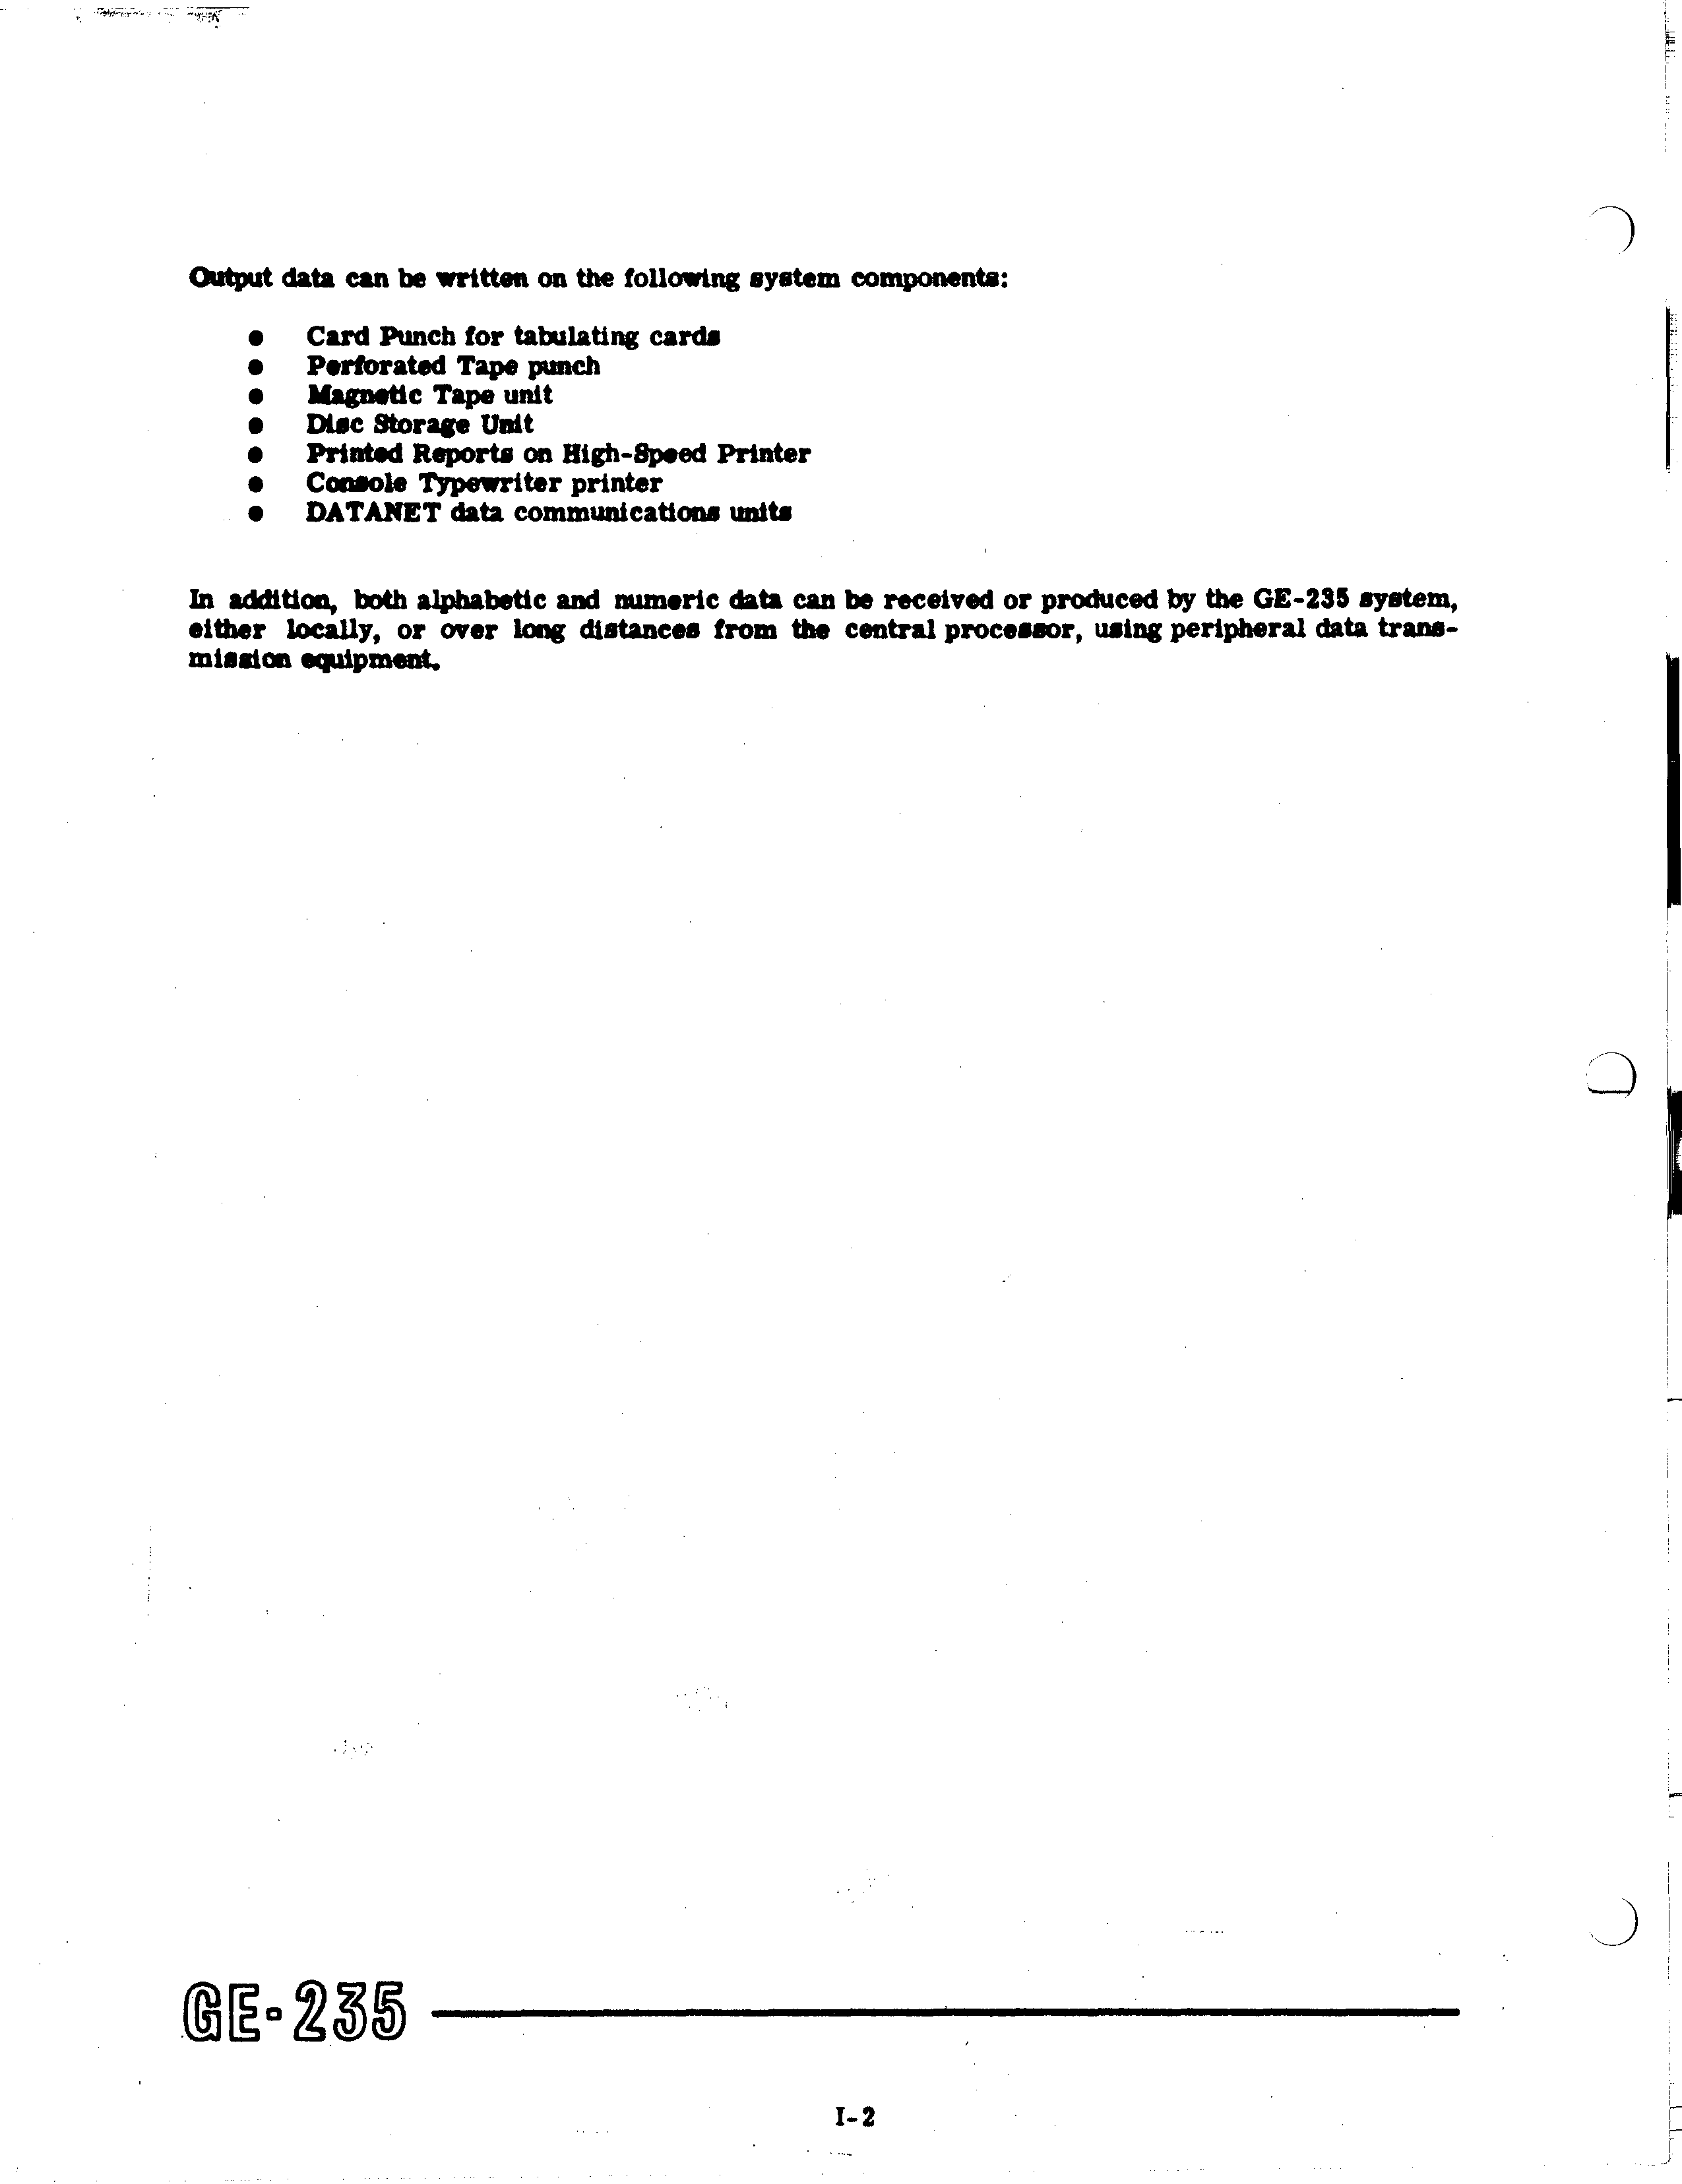 Output data can be written on the following system components:
● Card Punch for tabulating cards
● Perforated Tape punch
● Magnetic Tape unit
● Disc Storage Unit
● Printed Reports on High-Speed Printer
● Console Typewriter printer
● DATANET data communications units
In addition, both alphabetic and numeric data can be received or produced by the GE-235 system,
either locally, or over long distances from the central processor, using peripheral data trans-
mission equipment.
GE-235
I-2